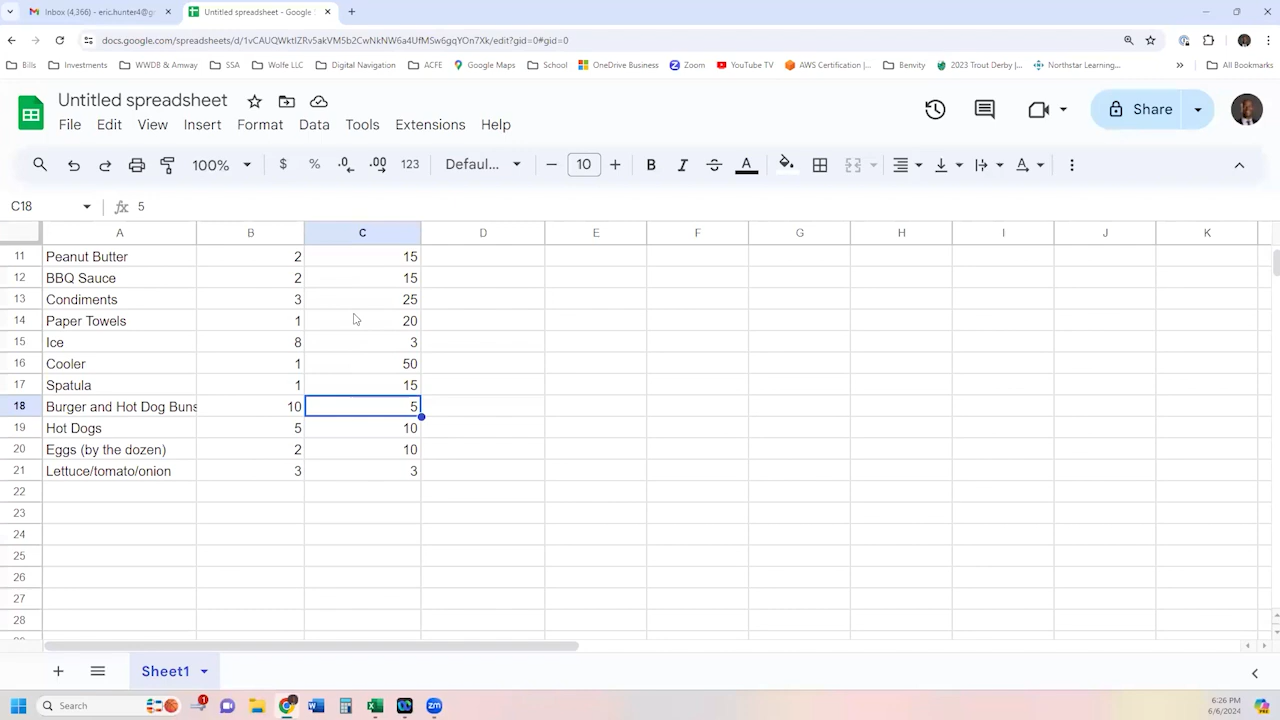 Inbox (4,366) - eric.hunter4@g
Untitled spreadsheet - Google S
docs.google.com/spreadsheets/d/1vCAUQWktIZRv5akVM5b2CwNkNW6a4UfMSw6gqYOn7Xk/edit?gid=0#gid=0
Bills Investments WWDB & Amway SSA Wolfe LLC Digital Navigation ACFE Google Maps School OneDrive Business Zoom YouTube TV AWS Certification |... Benvity 2023 Trout Derby |... Northstar Learning... All Bookmarks
Untitled spreadsheet
Share
File Edit View Insert Format Data Tools Extensions Help
100% $ % .0 .00 123 Defaul... 10 B I S A A
C18 fx 5
A B C D E F G H I J K
11 Peanut Butter 2 15
12 BBQ Sauce 2 15
13 Condiments 3 25
14 Paper Towels 1 20
15 Ice 8 3
16 Cooler 1 50
17 Spatula 1 15
18 Burger and Hot Dog Buns 10 5
19 Hot Dogs 5 10
20 Eggs (by the dozen) 2 10
21 Lettuce/tomato/onion 3 3
22
23
24
25
26
27
28
Sheet1
Search 1
6:26 PM
6/6/2024